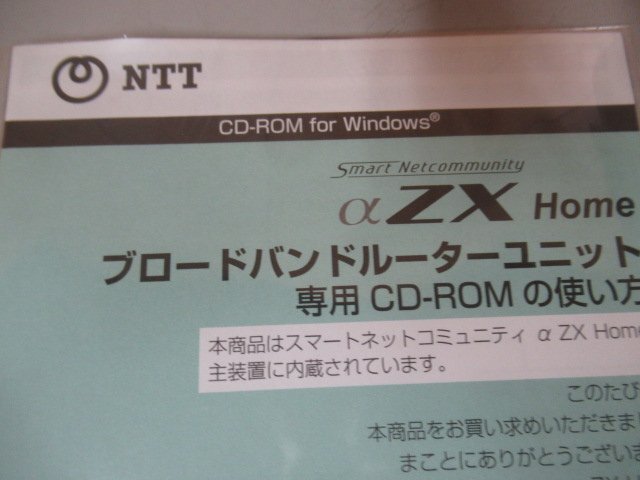 NTT
CD-ROM for Windows®
Smart Netcommunity
αZX Home
ブロードバンドルーターユニット
専用 CD-ROM の使い方
本商品はスマートネットコミュニティ α ZX Home
主装置に内蔵されています。
このたび
本商品をお買い求めいただきまし
まことにありがとうござい